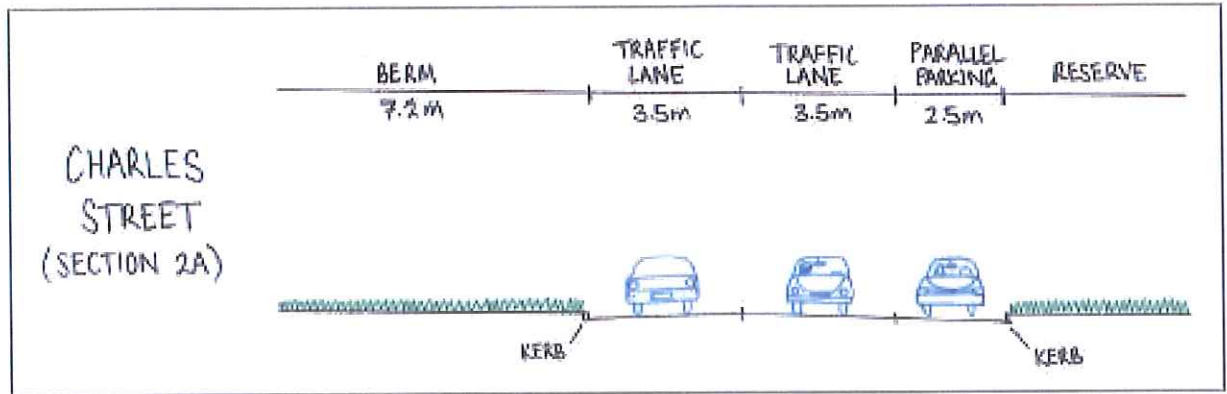 BERM
7.2m
TRAFFIC
LANE
3.5m
TRAFFIC
LANE
3.5m
PARALLEL
PARKING
2.5m
RESERVE
CHARLES
STREET
(SECTION 2A)
KERB
KERB